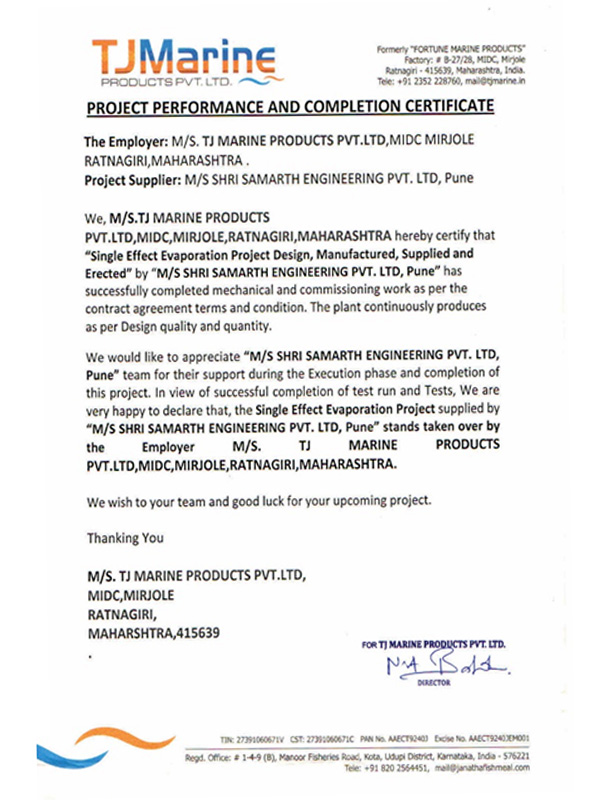 TJMarine
PRODUCTS PVT. LTD.
Formerly "FORTUNE MARINE PRODUCTS"
Factory: # B-27/28, MIDC, Mirjole
Ratnagiri - 415639, Maharashtra, India.
Tele: +91 2352 228760, mail@tjmarine.in
PROJECT PERFORMANCE AND COMPLETION CERTIFICATE
The Employer: M/S. TJ MARINE PRODUCTS PVT.LTD,MIDC MIRJOLE
RATNAGIRI,MAHARASHTRA .
Project Supplier: M/S SHRI SAMARTH ENGINEERING PVT. LTD, Pune
We, M/S.TJ MARINE PRODUCTS
PVT.LTD,MIDC,MIRJOLE,RATNAGIRI,MAHARASHTRA hereby certify that
"Single Effect Evaporation Project Design, Manufactured, Supplied and
Erected" by "M/S SHRI SAMARTH ENGINEERING PVT. LTD, Pune" has
successfully completed mechanical and commissioning work as per the
contract agreement terms and condition. The plant continuously produces
as per Design quality and quantity.
We would like to appreciate "M/S SHRI SAMARTH ENGINEERING PVT. LTD,
Pune" team for their support during the Execution phase and completion of
this project. In view of successful completion of test run and Tests, We are
very happy to declare that, the Single Effect Evaporation Project supplied by
"M/S SHRI SAMARTH ENGINEERING PVT. LTD, Pune" stands taken over by
the Employer M/S. TJ MARINE PRODUCTS
PVT.LTD,MIDC,MIRJOLE,RATNAGIRI,MAHARASHTRA.
We wish to your team and good luck for your upcoming project.
Thanking You
M/S. TJ MARINE PRODUCTS PVT.LTD,
MIDC,MIRJOLE
RATNAGIRI,
MAHARSHTRA,415639
.
FOR TJ MARINE PRODUCTS PVT. LTD.
DIRECTOR
TIN: 27391060671V CST: 27391060671C PAN No. AAECT9240J Excise No. AAECT9240JEM001
Regd. Office: # 1-4-9 (B), Manoor Fisheries Road, Kota, Udupi District, Karnataka, India - 576221
Tele: +91 820 2564451, mail@janathafishmeal.com